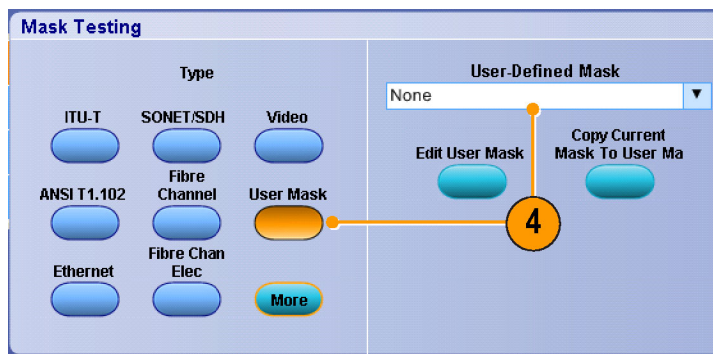 Mask Testing
Type
ITU-T
SONET/SDH
Video
ANSI T1.102
Fibre
Channel
User Mask
Ethernet
Fibre Chan
Elec
More
User-Defined Mask
None
Edit User Mask
Copy Current
Mask To User Ma
4